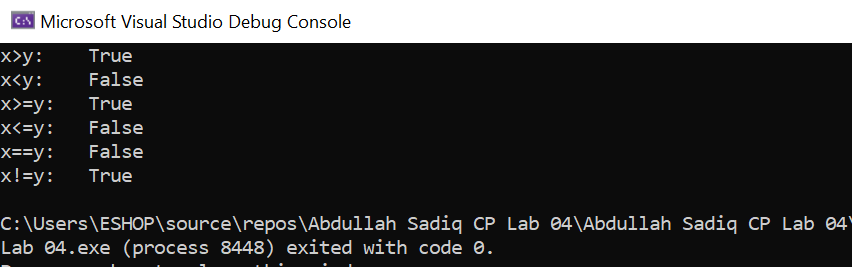 Microsoft Visual Studio Debug Console
x>y:   True
x<y:   False
x>=y:  True
x<=y:  False
x==y:  False
x!=y:  True
C:\Users\ESHOP\source\repos\Abdullah Sadiq CP Lab 04\Abdullah Sadiq CP Lab 04\
Lab 04.exe (process 8448) exited with code 0.